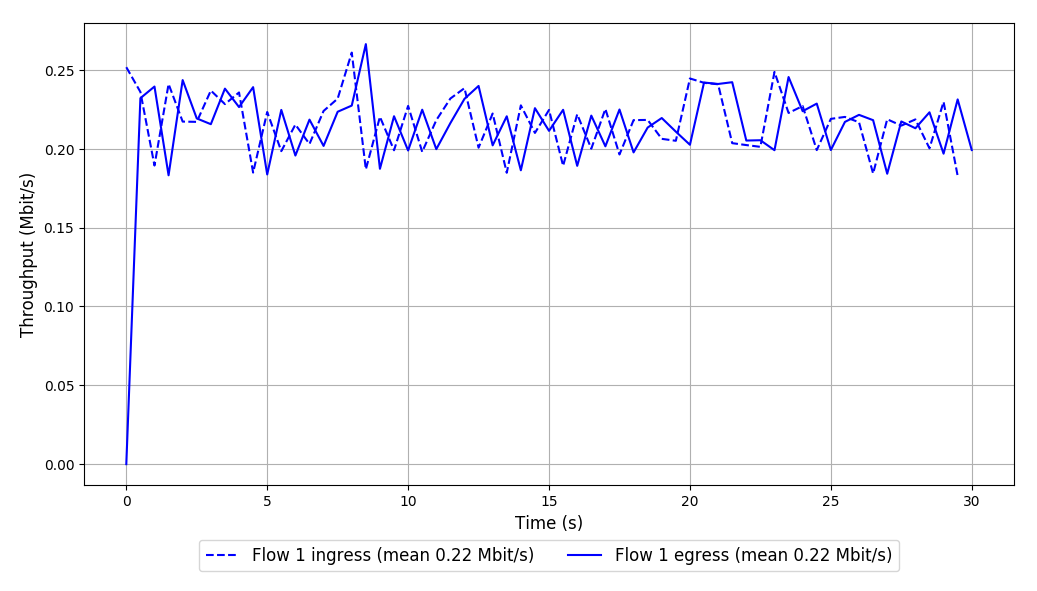 0.25
0.20
0.15
0.10
0.05
0.00
Throughput (Mbit/s)
0 5 10 15 20 25 30
Time (s)
Flow 1 ingress (mean 0.22 Mbit/s) Flow 1 egress (mean 0.22 Mbit/s)